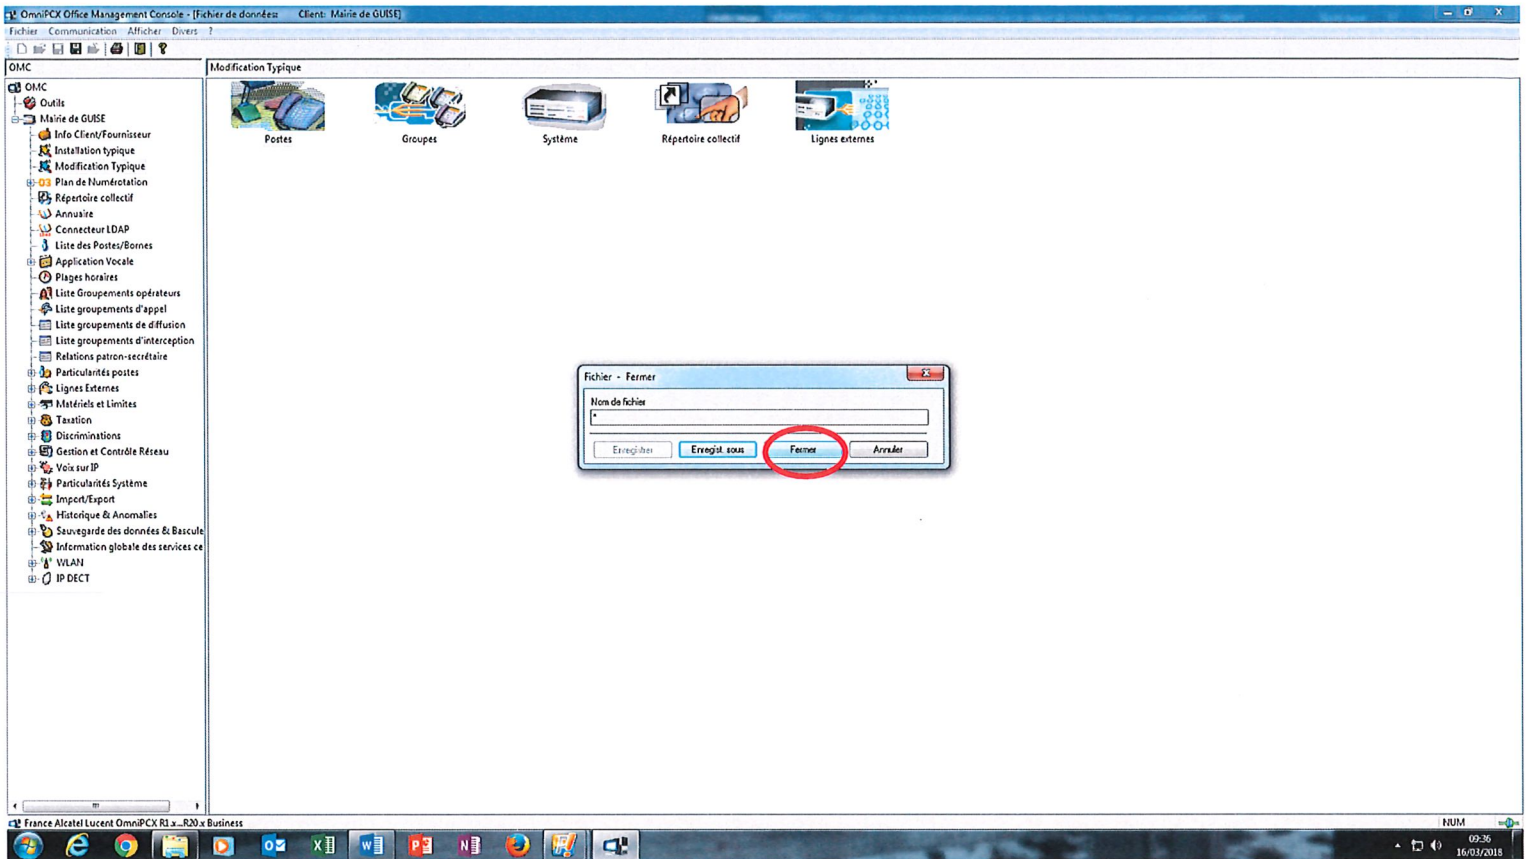 OmniPCX Office Management Console - [Fichier de données: Client: Mairie de GUISE]
Fichier Communication Afficher Divers ?
OMC
Modification Typique
OMC
Outils
Mairie de GUISE
Info Client/Fournisseur
Installation typique
Modification Typique
Plan de Numérotation
Répertoire collectif
Annuaire
Connecteur LDAP
Liste des Postes/Bornes
Application Vocale
Plages horaires
Liste Groupements opérateurs
Liste groupements d'appel
Liste groupements de diffusion
Liste groupements d'interception
Relations patron-secrétaire
Particularités postes
Lignes Externes
Matériels et Limites
Taxation
Discriminations
Gestion et Contrôle Réseau
Voix sur IP
Particularités Système
Import/Export
Historique & Anomalies
Sauvegarde des données & Bascule
Information globale des services ce
WLAN
IP DECT
Postes
Groupes
Système
Répertoire collectif
Lignes externes
Fichier - Fermer
Nom de fichier
*
Enregistrer Enregist. sous Fermer Annuler
France Alcatel Lucent OmniPCX R1.x...R20.x Business
NUM
09:36
16/03/2018